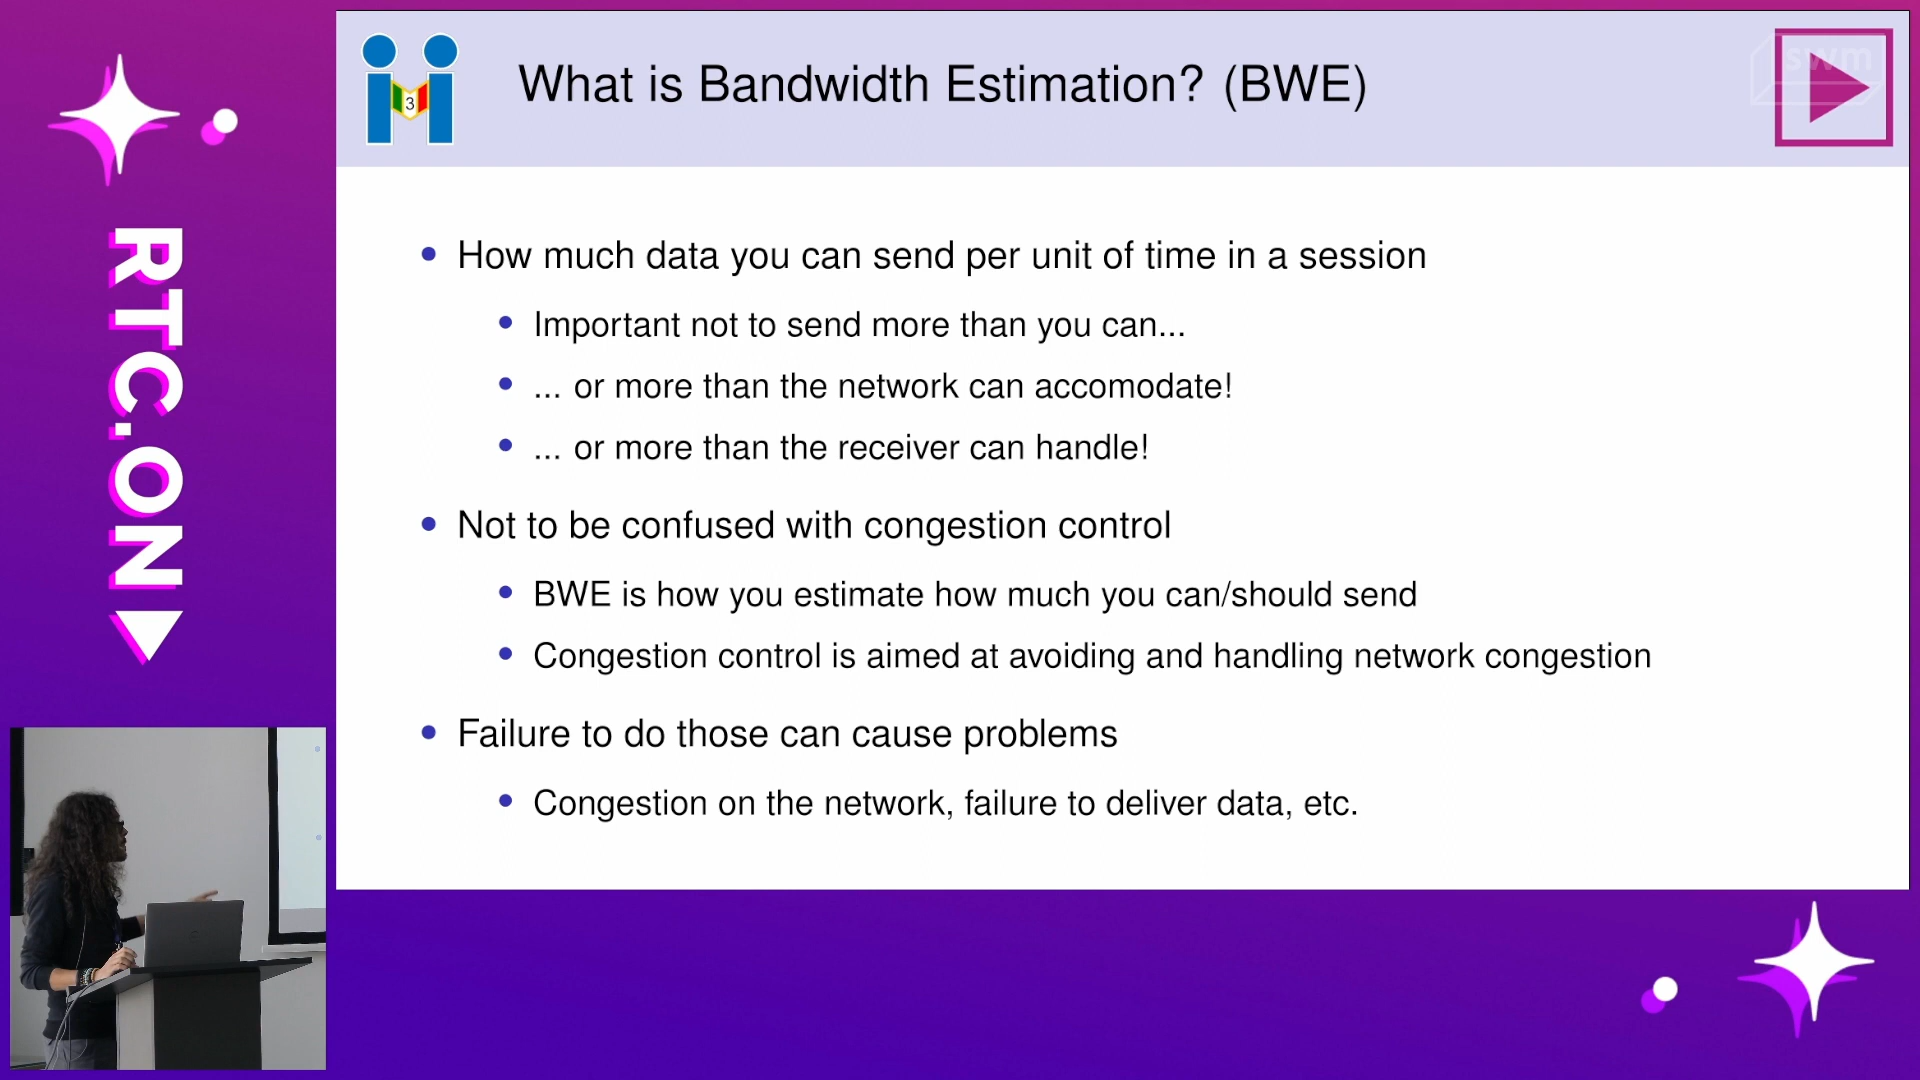 What is Bandwidth Estimation? (BWE)
3
swm
RTC.ON
How much data you can send per unit of time in a session
Important not to send more than you can...
... or more than the network can accomodate!
... or more than the receiver can handle!
Not to be confused with congestion control
BWE is how you estimate how much you can/should send
Congestion control is aimed at avoiding and handling network congestion
Failure to do those can cause problems
Congestion on the network, failure to deliver data, etc.